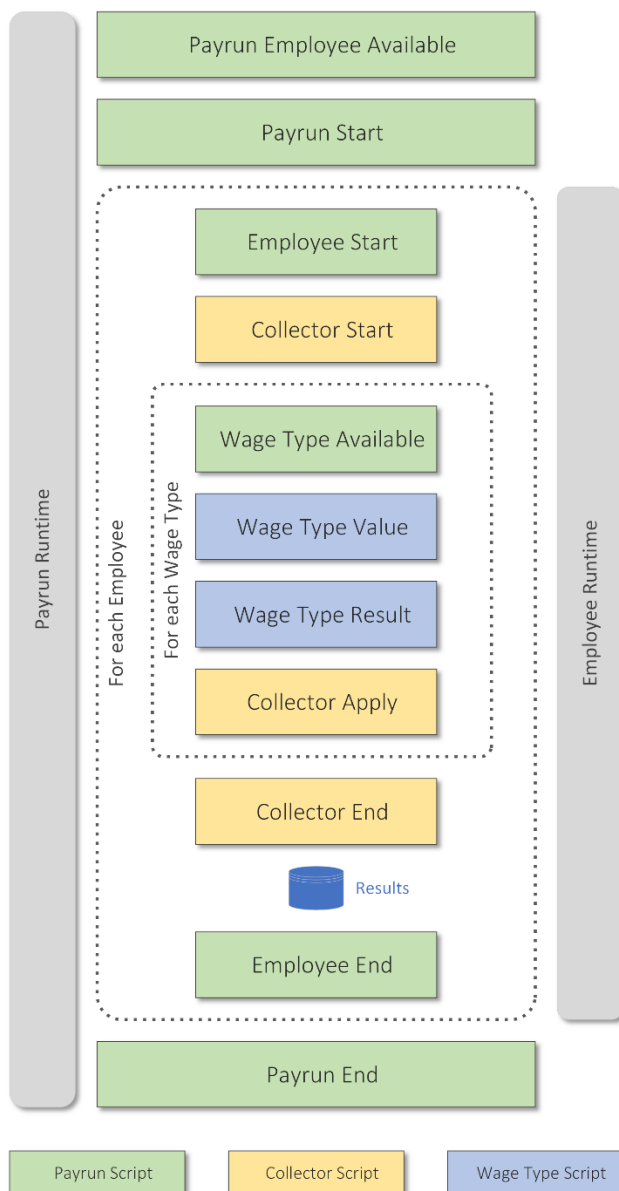 Payrun Employee Available
Payrun Start
Employee Start
Collector Start
Wage Type Available
Wage Type Value
Wage Type Result
Collector Apply
Collector End
Results
Employee End
Payrun End
Payrun Runtime
For each Employee
For each Wage Type
Employee Runtime
Payrun Script
Collector Script
Wage Type Script